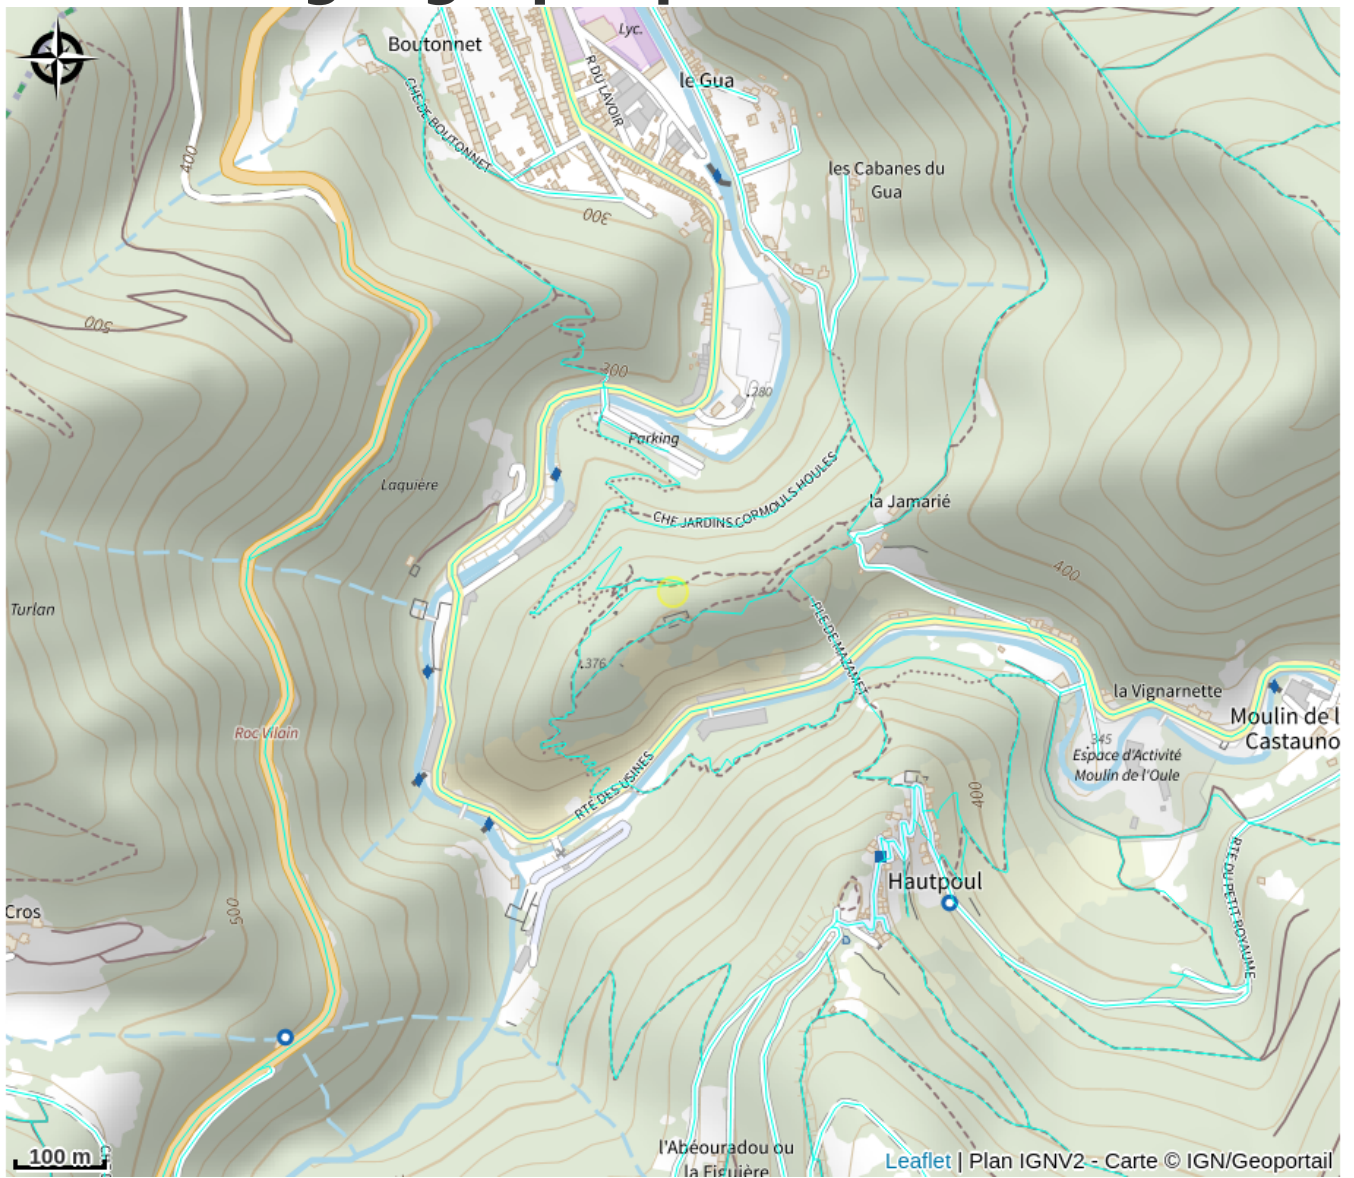 Lyc.
Boutonnet
R DU LAVOIR
le Gua
CHE DE BOUTONNET
400
les Cabanes du
Gua
300
500
300
280
Parking
Laquière
CHE JARDINS CORMOULS HOULES
la Jamarié
400
Turlan
PLE DE MAZAMET
376
la Vignarnette
Moulin de l
Castauno
Roc Vilain
345
Espace d'Activité
Moulin de l'Oule
RTE DES USINES
400
RTE DU PETIT ROYAUME
Hautpoul
Cros
500
l'Abéouradou ou
la Figuière
100 m
Leaflet | Plan IGNV2 - Carte © IGN/Geoportail